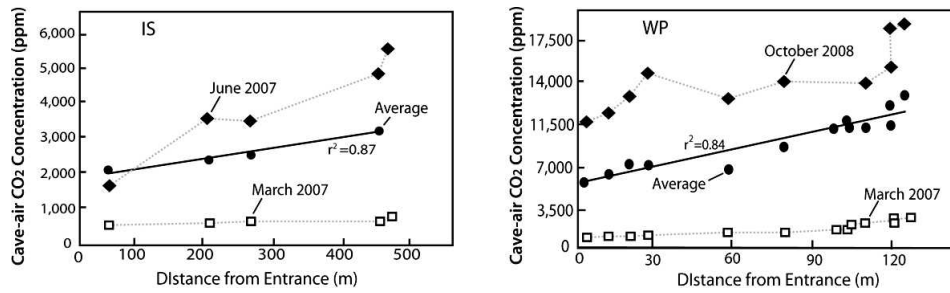 IS
Cave-air CO2 Concentration (ppm)
6,000
5,000
4,000
3,000
2,000
1,000
0
June 2007
Average
r²=0.87
March 2007
0 100 200 300 400 500
DIstance from Entrance (m)
WP
Cave-air CO2 Concentration (ppm)
17,500
14,000
11,500
7,000
3,500
0
October 2008
r²=0.84
Average
March 2007
0 30 60 90 120
DIstance from Entrance (m)